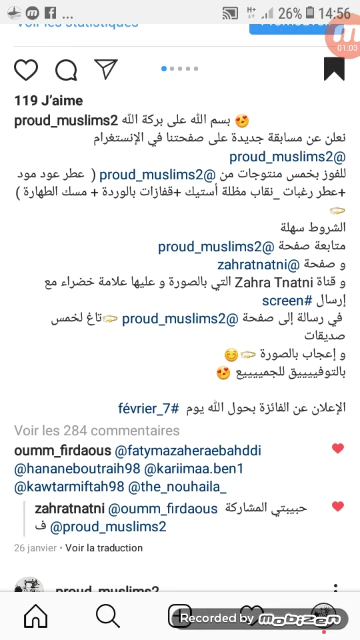 26% 14:56
Voir les statistiques
01:03
119 J’aime
proud_muslims2 بسم الله على بركة الله 😍
نعلن عن مسابقة جديدة على صفحتنا في الإنستغرام
@proud_muslims2
للفوز بخمس منتوجات من @proud_muslims2 ( عطر عود مود
+عطر رغبات _نقاب مظلة أستيك +قفازات بالوردة + مسك الطهارة )
الشروط سهلة
متابعة صفحة @proud_muslims2
و صفحة @zahratnatni
و قناة Zahra Tnatni التي بالصورة و عليها علامة خضراء مع
إرسال #screen
في رسالة إلى صفحة @proud_muslims2 تاغ لخمس
صديقات
و إعجاب بالصورة 😊
بالتوفيييييق للجمييييع 😍
الإعلان عن الفائزة بحول الله يوم #7_février
Voir les 284 commentaires
oumm_firdaous @fatymazaheraebahddi
@hananeboutraih98 @kariimaa.ben1
@kawtarmiftah98 @the_nouhaila_
zahratnatni @oumm_firdaous حبيبتي المشاركة
ف @proud_muslims2
26 janvier • Voir la traduction
proud_muslims2
Recorded by mobizen